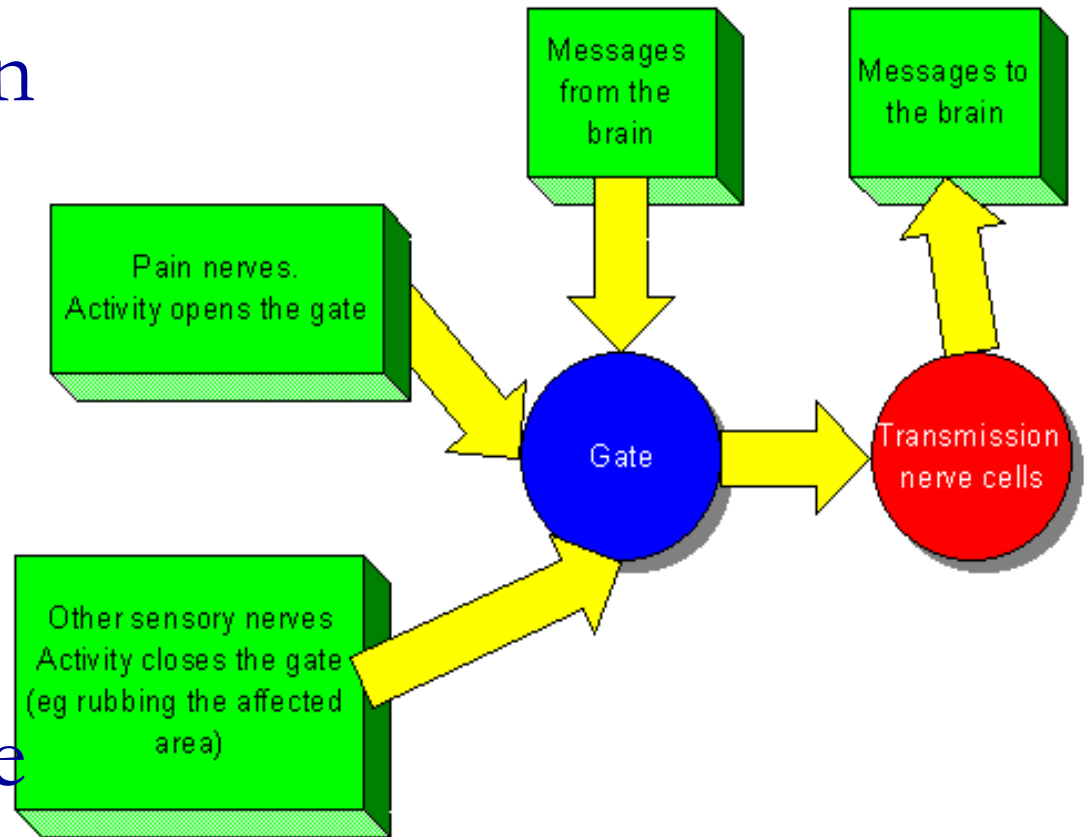 n
Messages
from the
brain
Messages to
the brain
Pain nerves.
Activity opens the gate
Gate
Transmission
nerve cells
Other sensory nerves
Activity closes the gate
(eg rubbing the affected
area)
e